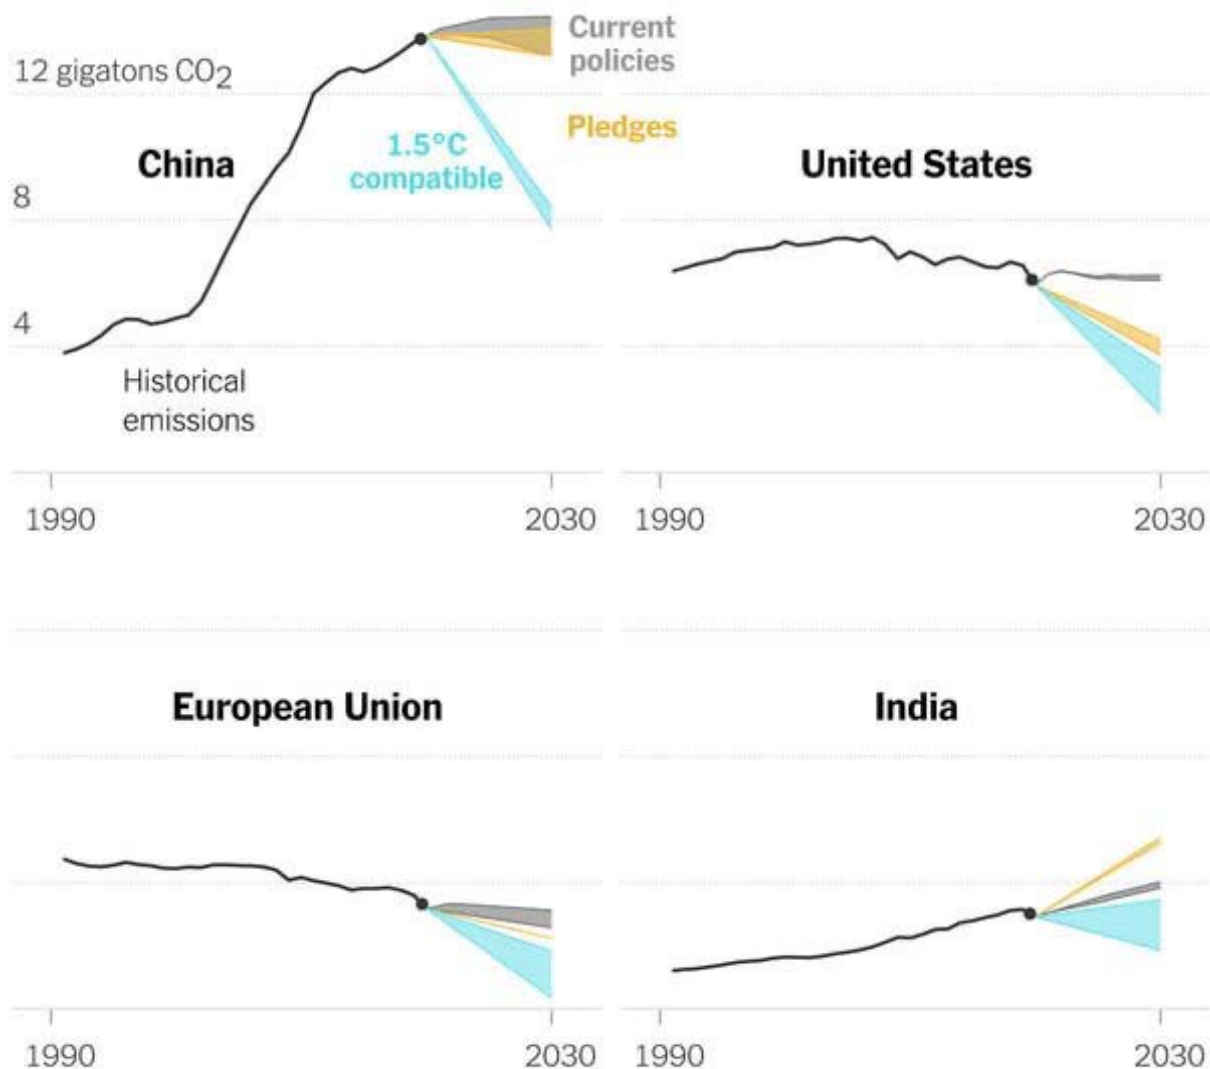 12 gigatons CO₂
Current
policies
Pledges
China
1.5°C
compatible
8
4
Historical
emissions
1990
2030
United States
1990
2030
European Union
1990
2030
India
1990
2030